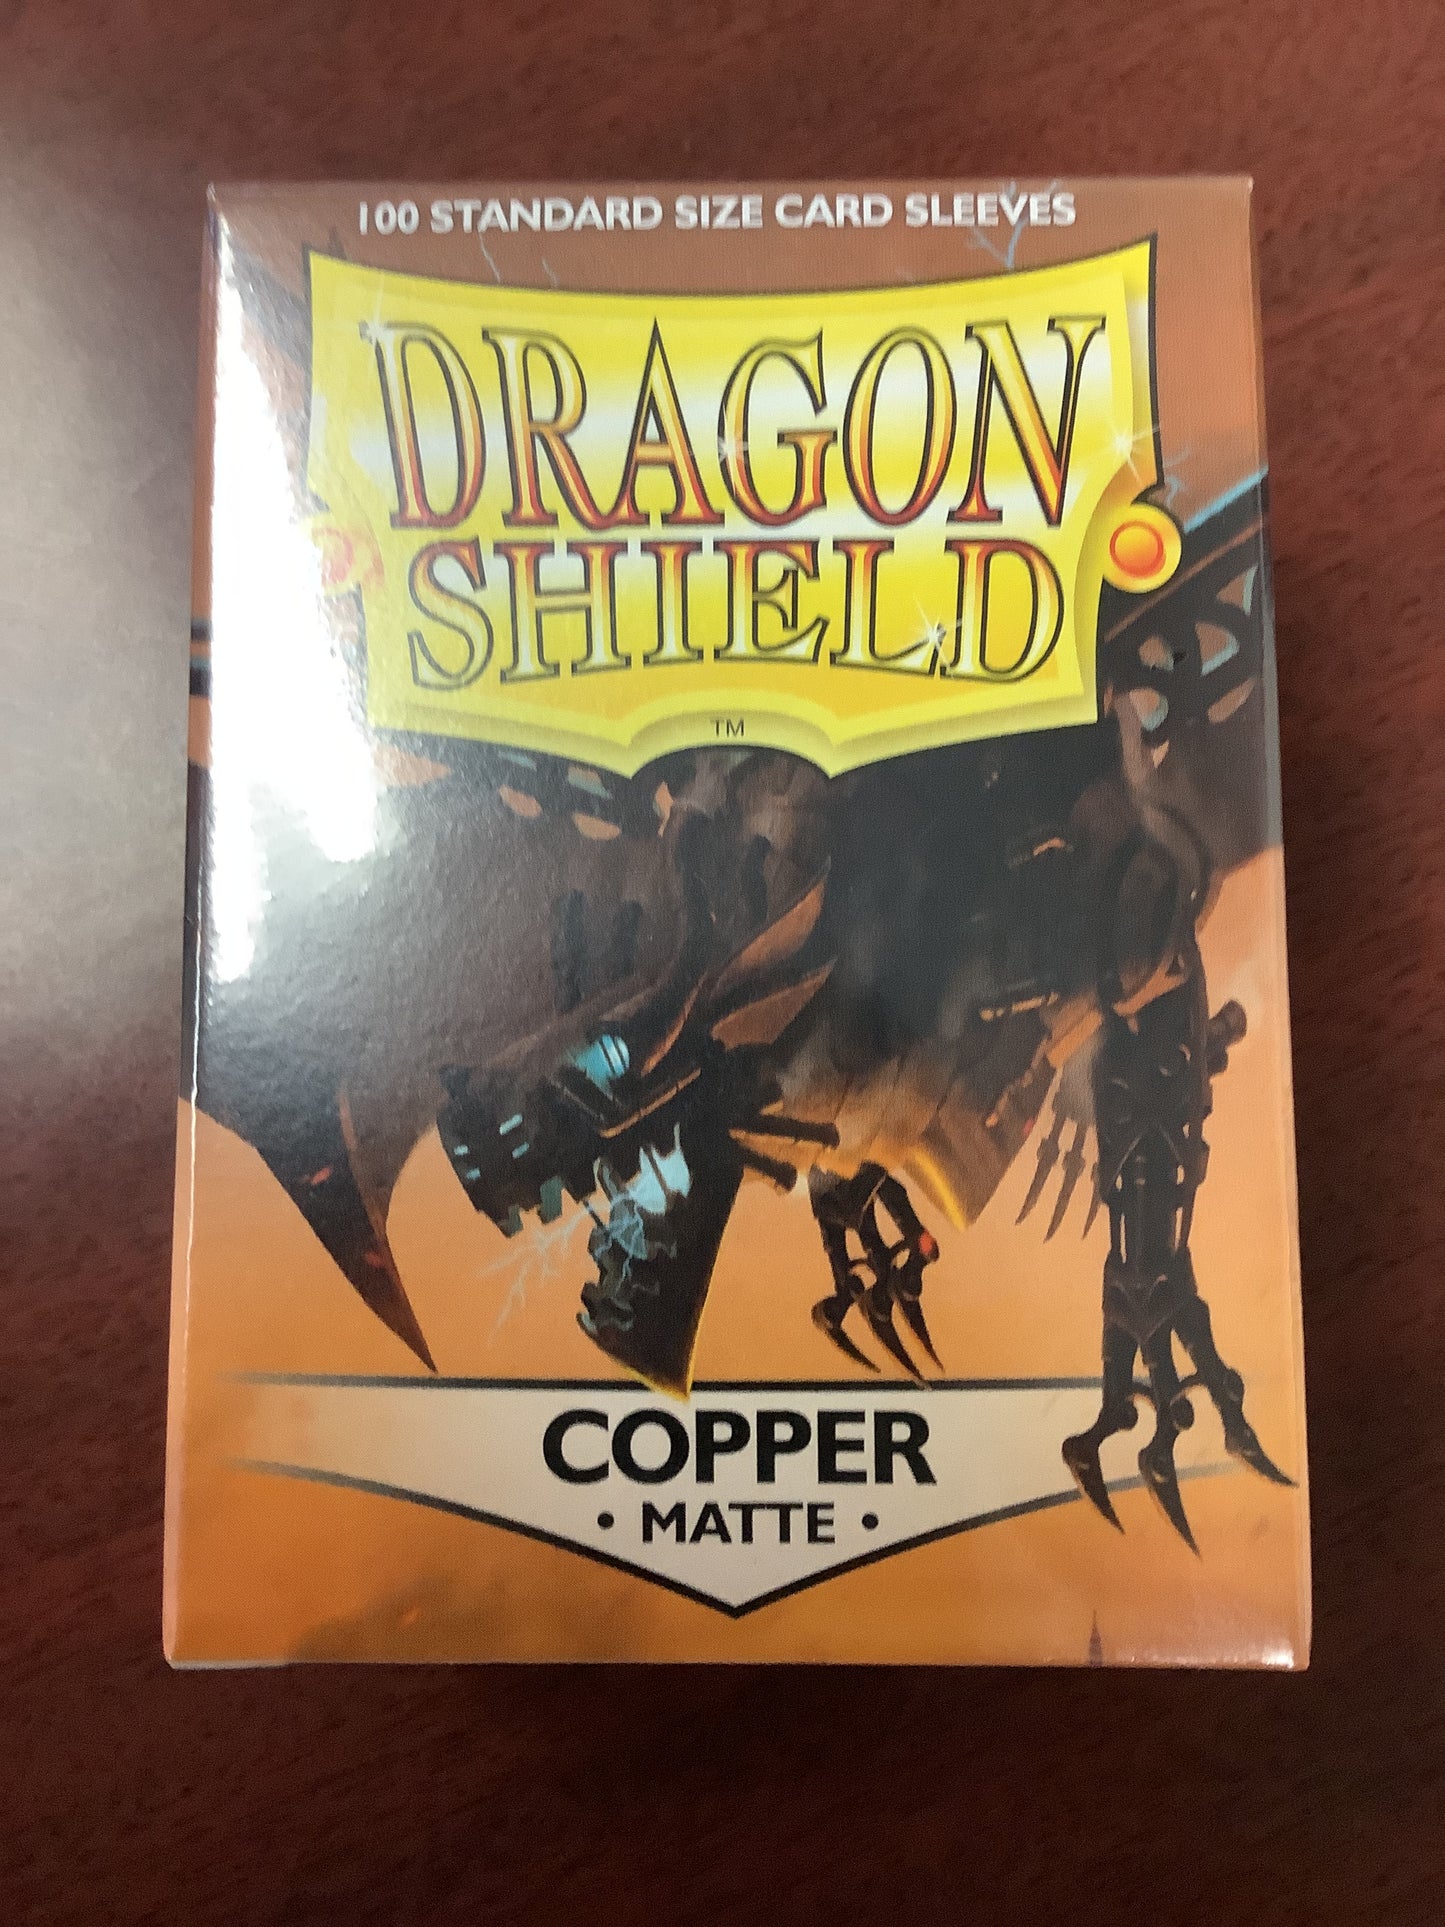 100 STANDARD SIZE CARD SLEEVES
DRAGON
SHIELD
TM
COPPER
• MATTE •